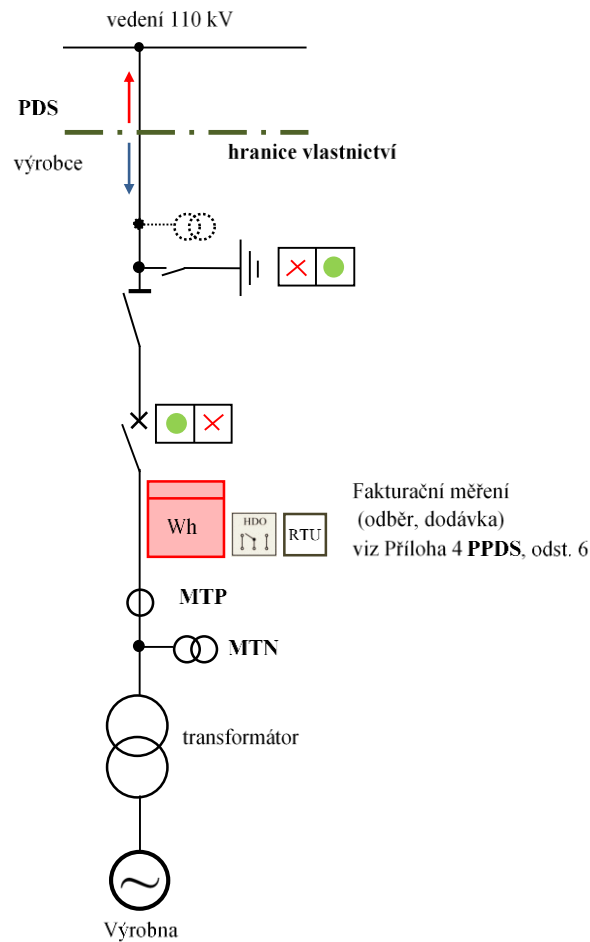 vedení 110 kV
PDS
hranice vlastnictví
výrobce
Wh
HDO
RTU
Fakturační měření
(odběr, dodávka)
viz Příloha 4 PPDS, odst. 6
MTP
MTN
transformátor
Výrobna